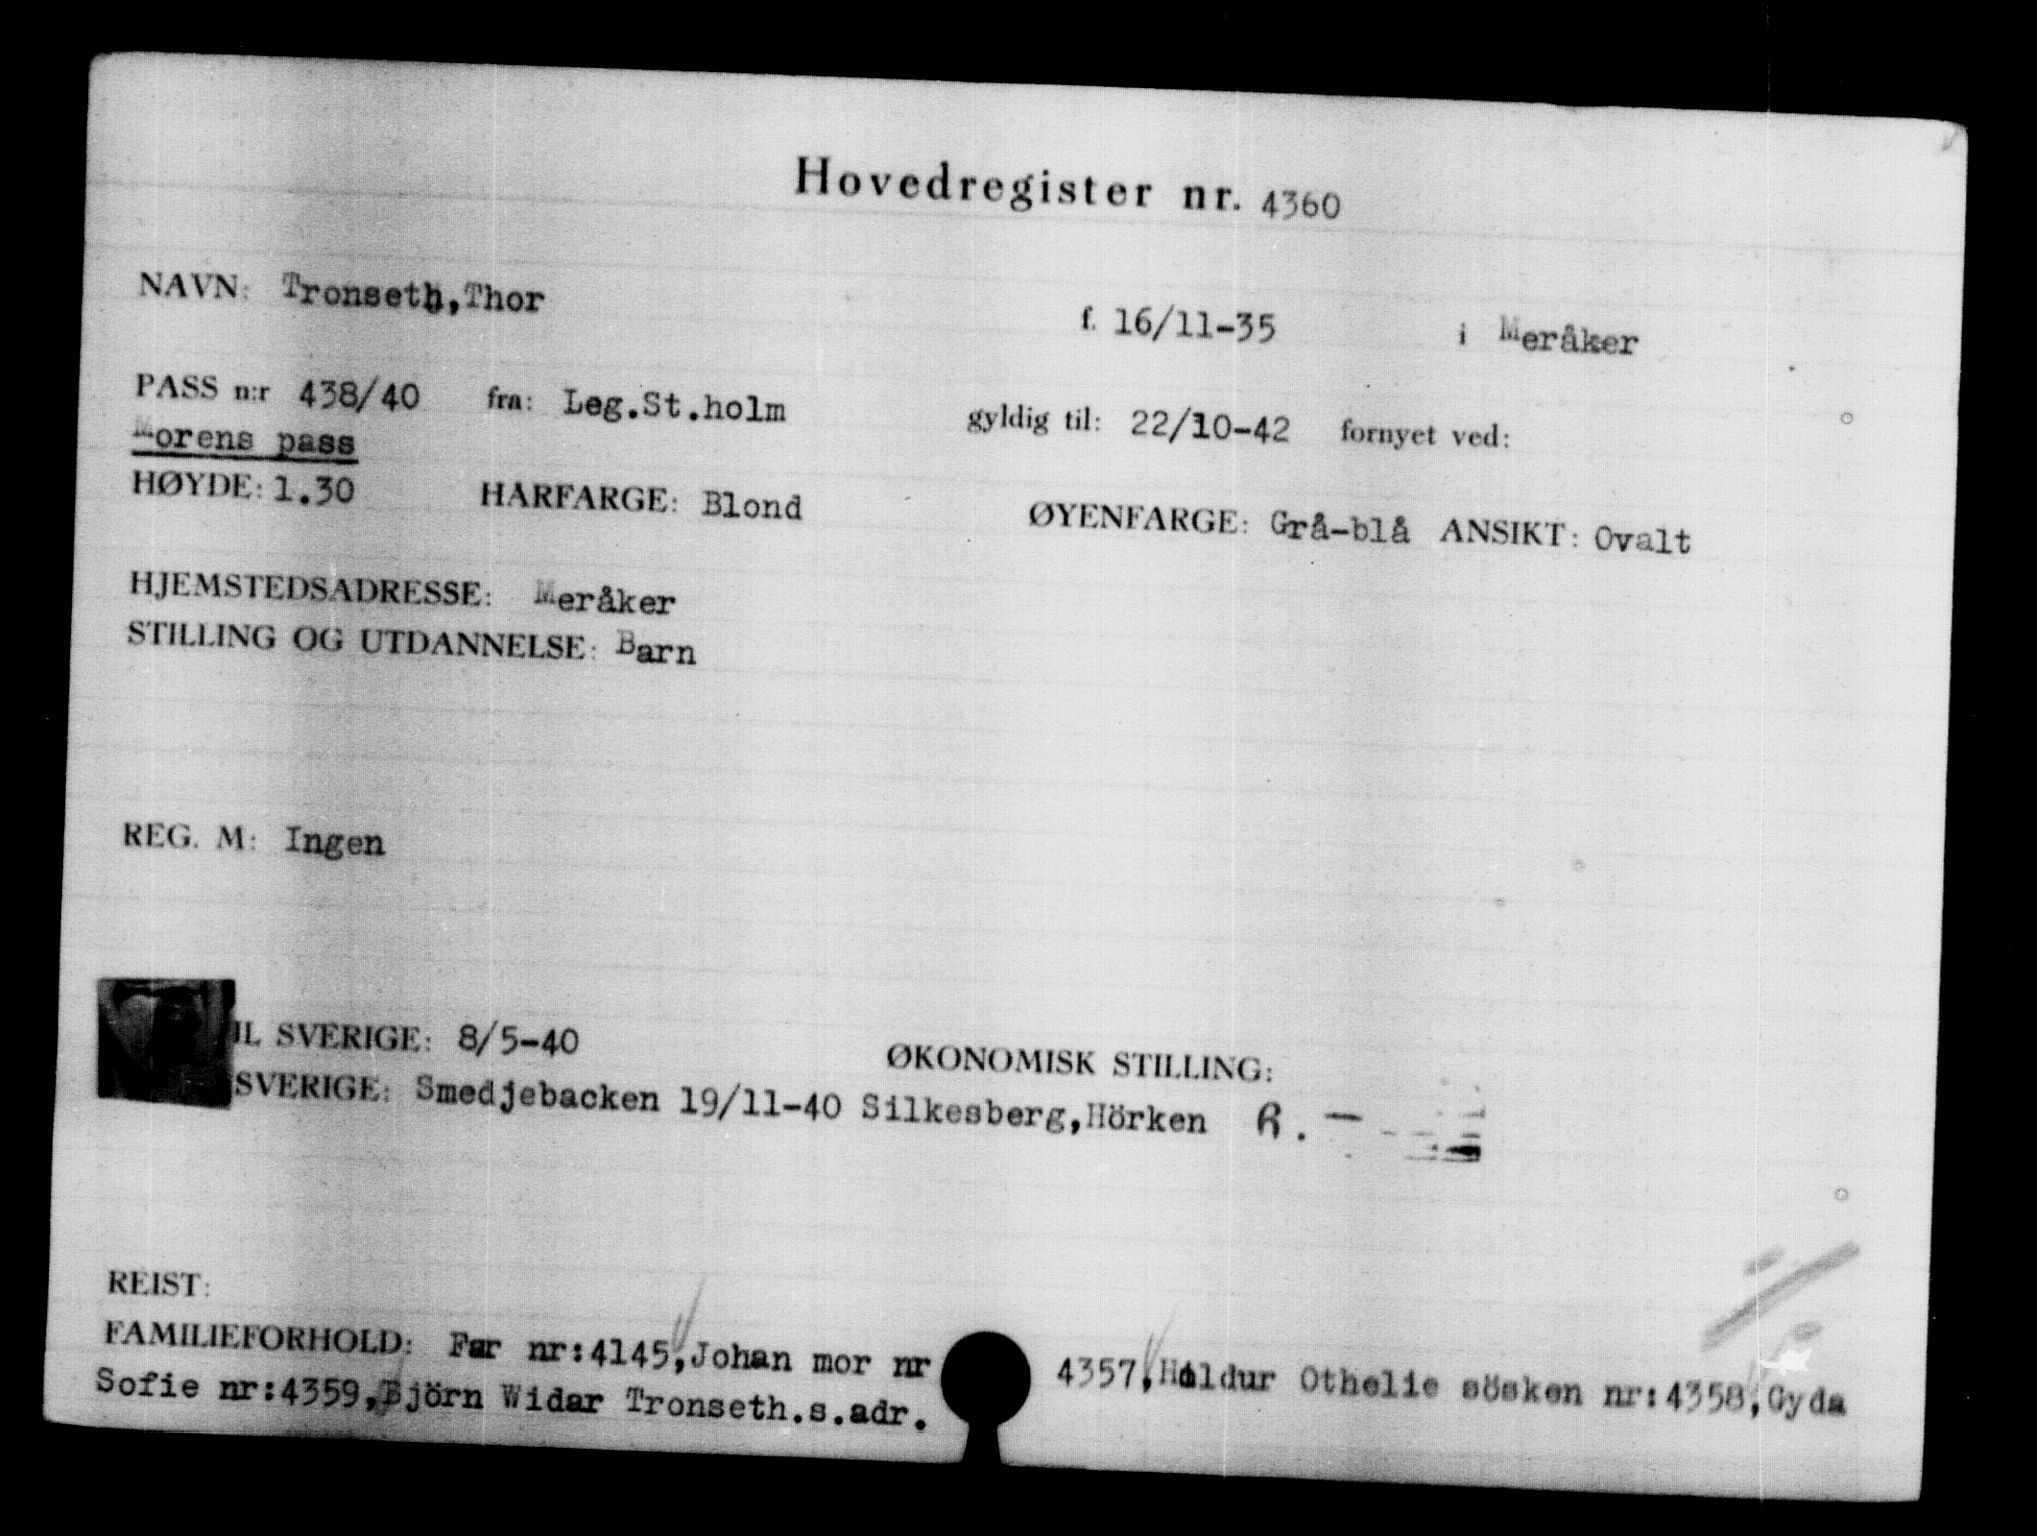 Hovedregister nr. 4360
NAVN: Tronseth,Thor f. 16/11-35 i Meråker
PASS n:r 438/40 fra: Leg.St.holm gyldig til: 22/10-42 fornyet ved:
Morens pass
HØYDE: 1.30 HÅRFARGE: Blond ØYENFARGE: Grå-blå ANSIKT: Ovalt
HJEMSTEDSADRESSE: Meråker
STILLING OG UTDANNELSE: Barn
REG. M: Ingen
IL SVERIGE: 8/5-40 ØKONOMISK STILLING:
SVERIGE: Smedjebacken 19/11-40 Silkesberg,Hörken R. —
REIST:
FAMILIEFORHOLD: Far nr:4145,Johan mor nr 4357,Haldur Othelie sösken nr:4358,Gyda
Sofie nr:4359,Björn Widar Tronseth.s.adr.